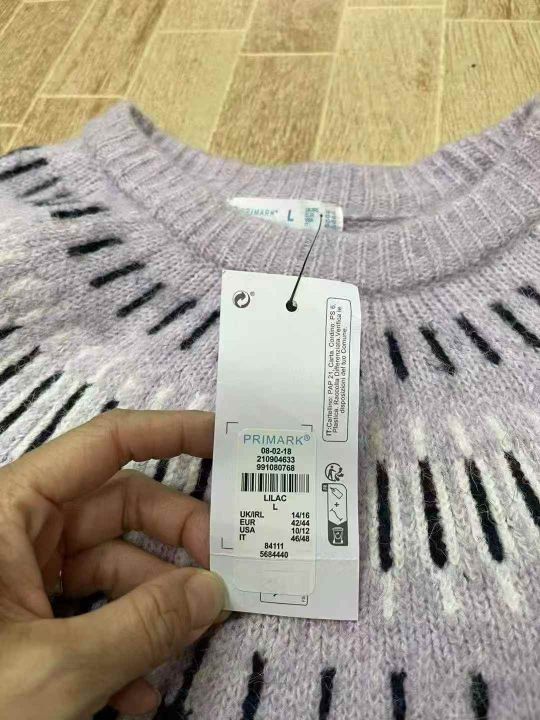 PRIMARK® L
PRIMARK®
08-02-18
210904633
991080768
LILAC
L
UK/IRL 14/16
EUR 42/44
USA 10/12
IT 46/48
84111
5684440
IT:Cartellino: PAP 21, Carta. Cordino: PS 6,
Plastica. Raccolta Differenziata.Verifica le
disposizioni del tuo Comune.